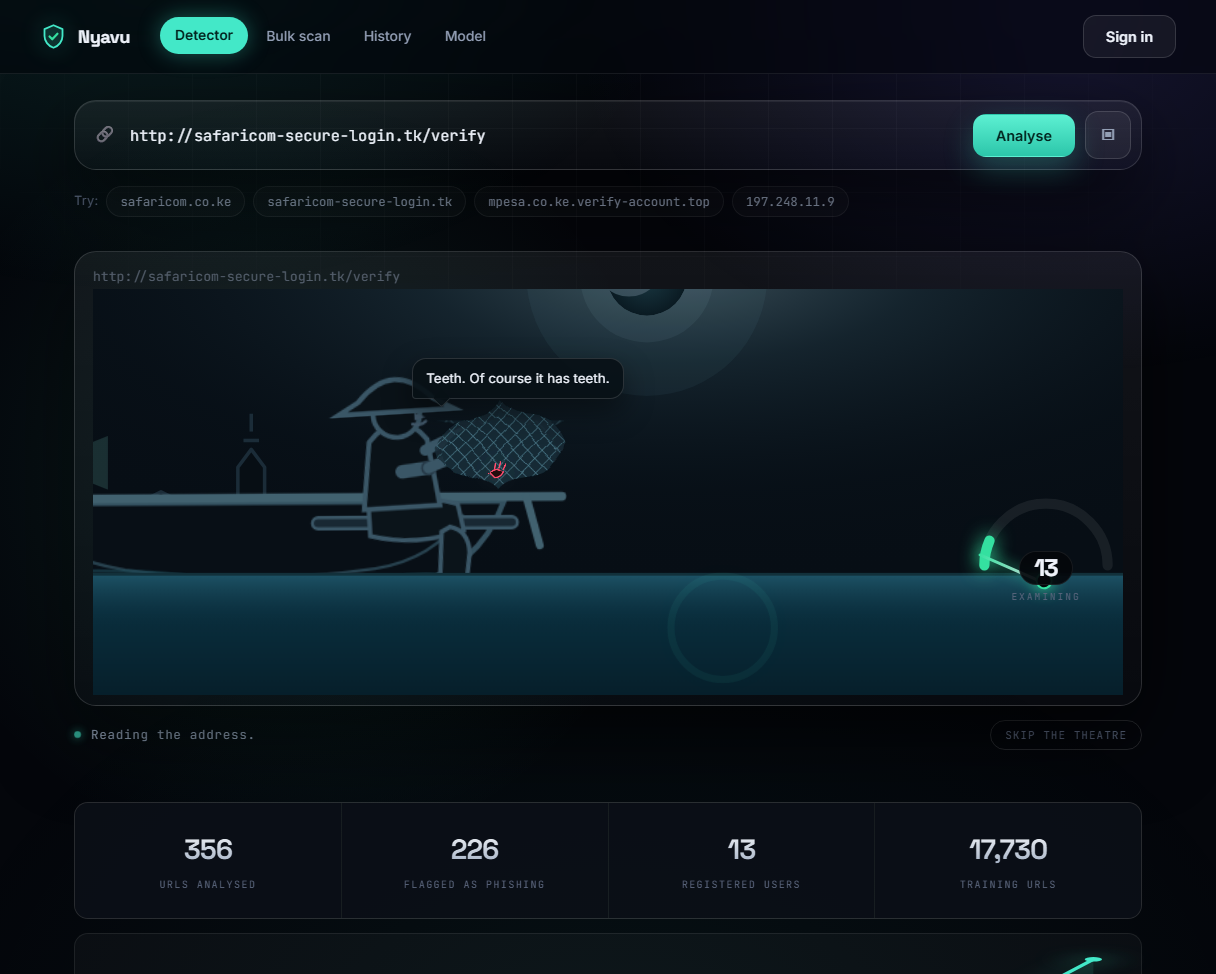 Nyavu
Detector
Bulk scan
History
Model
Sign in
http://safaricom-secure-login.tk/verify
Analyse
Try:
safaricom.co.ke
safaricom-secure-login.tk
mpesa.co.ke.verify-account.top
197.248.11.9
http://safaricom-secure-login.tk/verify
Teeth. Of course it has teeth.
13
EXAMINING
Reading the address.
SKIP THE THEATRE
356
226
13
17,730
URLS ANALYSED
FLAGGED AS PHISHING
REGISTERED USERS
TRAINING URLS